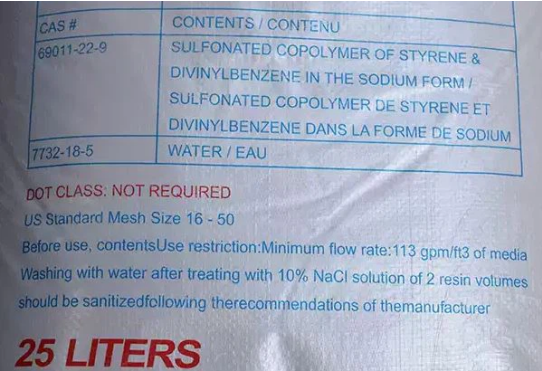 CAS # CONTENTS / CONTENU
69011-22-9 SULFONATED COPOLYMER OF STYRENE &
DIVINYLBENZENE IN THE SODIUM FORM /
SULFONATED COPOLYMER DE STYRENE ET
DIVINYLBENZENE DANS LA FORME DE SODIUM
7732-18-5 WATER / EAU
DOT CLASS: NOT REQUIRED
US Standard Mesh Size 16 - 50
Before use, contentsUse restriction:Minimum flow rate:113 gpm/ft3 of media
Washing with water after treating with 10% NaCl solution of 2 resin volumes
should be sanitizedfollowing therecommendations of themanufacturer
25 LITERS